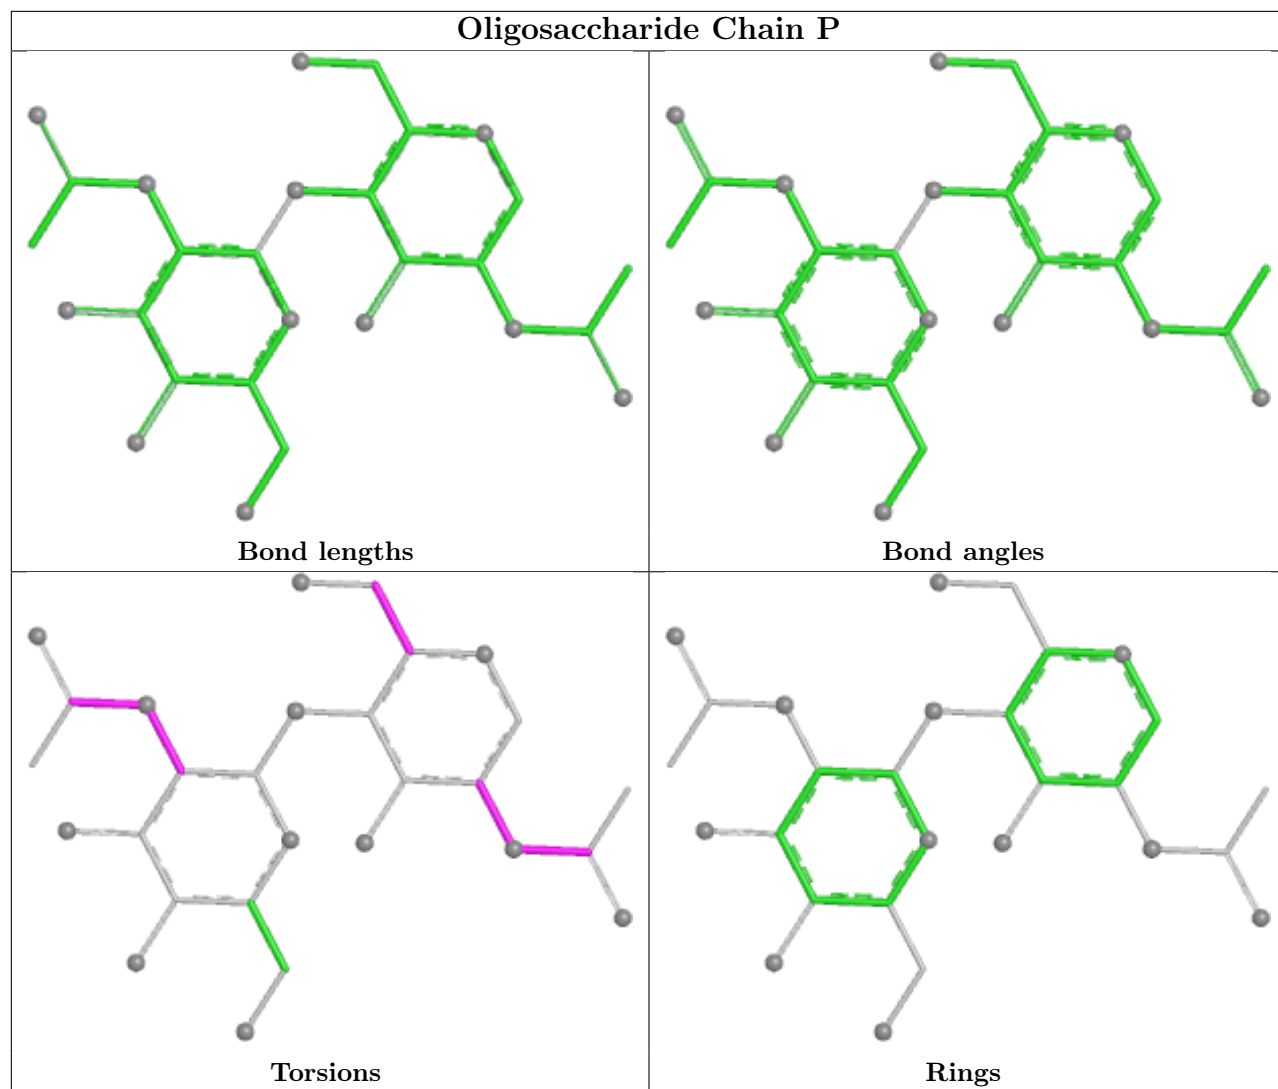 Oligosaccharide Chain P
Bond lengths
Bond angles
Torsions
Rings